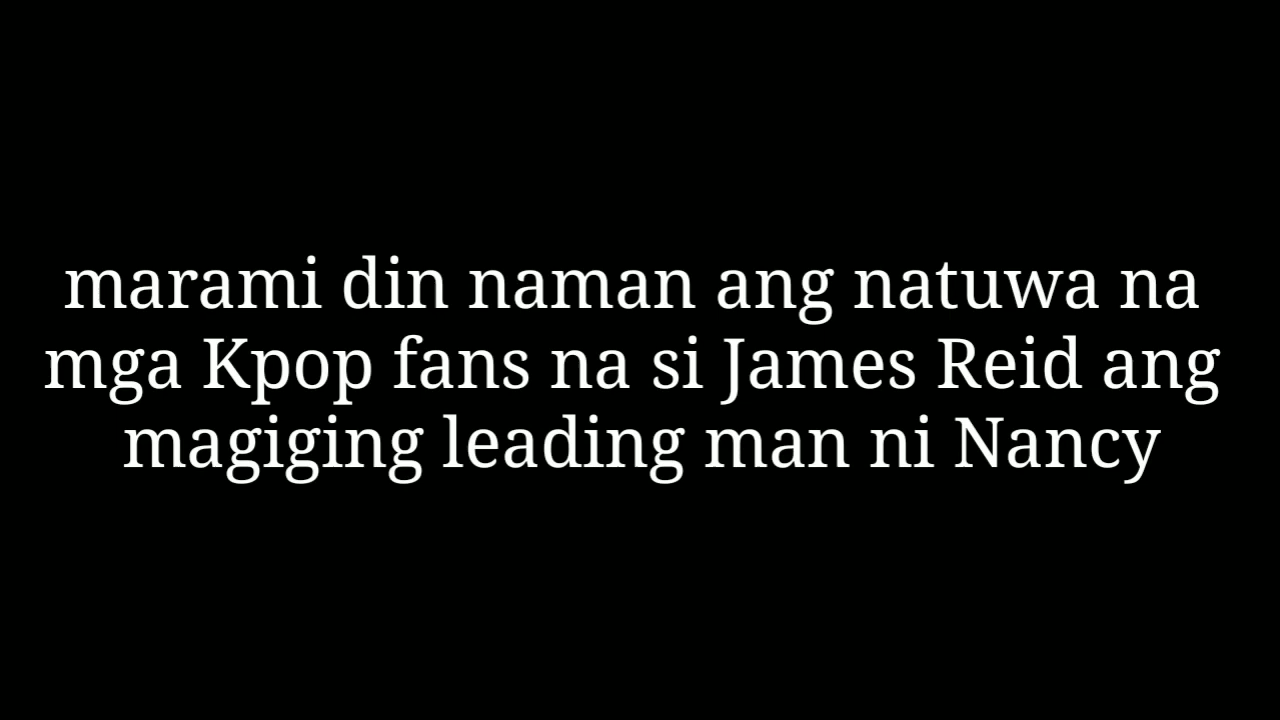 marami din naman ang natuwa na
mga Kpop fans na si James Reid ang
magiging leading man ni Nancy